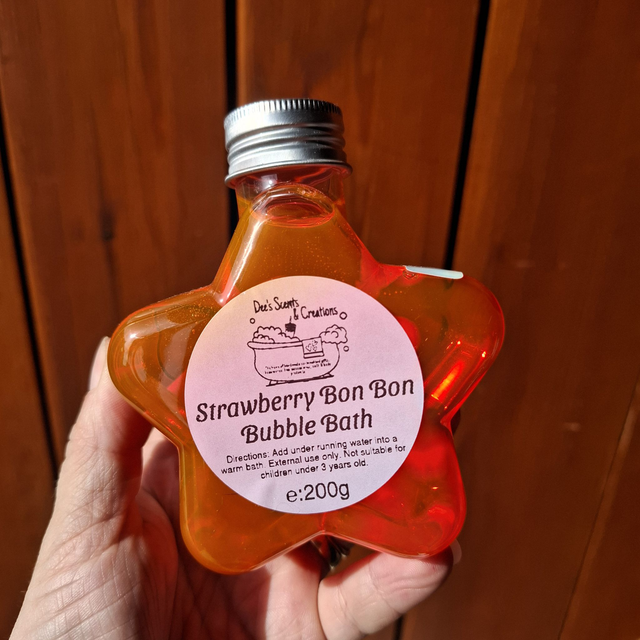 Dee's Scents
& Creations
Strawberry Bon Bon
Bubble Bath
Directions: Add under running water into a
warm bath. External use only. Not suitable for
children under 3 years old.
e:200g